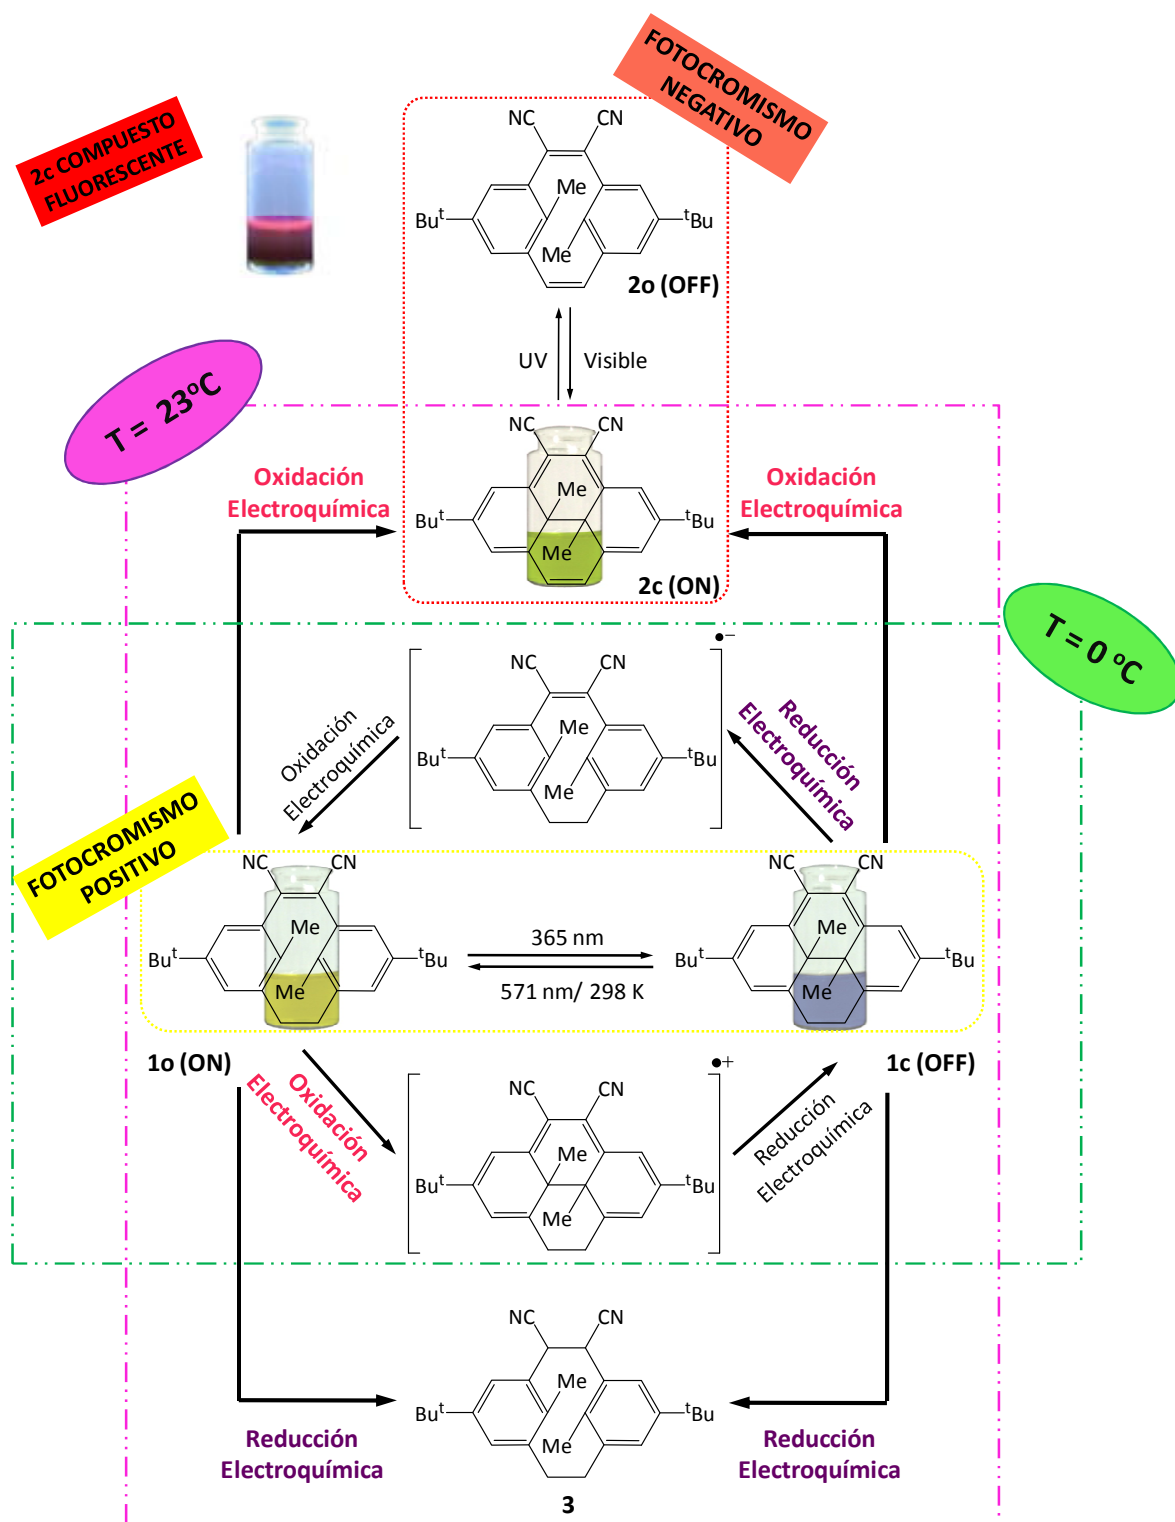 FOTOCROMISMO
NEGATIVO
2c COMPUESTO
FLUORESCENTE
NC
CN
Me
Buᵗ
ᵗBu
Me
2o (OFF)
UV
Visible
T = 23ºC
NC
CN
Oxidación
Electroquímica
Oxidación
Electroquímica
Me
Buᵗ
ᵗBu
Me
2c (ON)
T = 0 ºC
●−
NC
CN
Oxidación
Electroquímica
Reducción
Electroquímica
Me
Buᵗ
ᵗBu
Me
FOTOCROMISMO
POSITIVO
NC
CN
NC
CN
Me
Me
365 nm
Buᵗ
ᵗBu
Buᵗ
ᵗBu
571 nm/ 298 K
Me
Me
1o (ON)
1c (OFF)
●+
NC
CN
Oxidación
Electroquímica
Reducción
Electroquímica
Me
Buᵗ
ᵗBu
Me
NC
CN
Me
Buᵗ
ᵗBu
Me
Reducción
Electroquímica
Reducción
Electroquímica
3